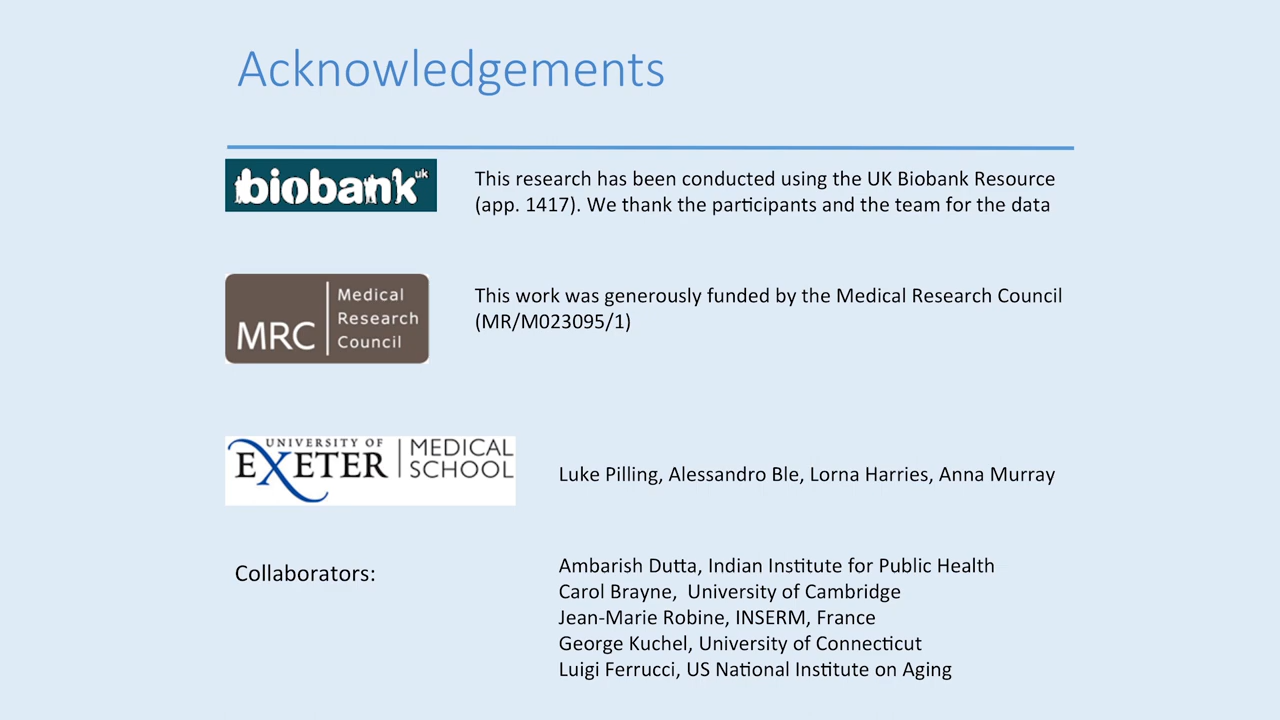 Acknowledgements
biobank uk
This research has been conducted using the UK Biobank Resource
(app. 1417). We thank the participants and the team for the data
MRC
Medical
Research
Council
This work was generously funded by the Medical Research Council
(MR/M023095/1)
UNIVERSITY OF
EXETER
MEDICAL
SCHOOL
Luke Pilling, Alessandro Ble, Lorna Harries, Anna Murray
Collaborators:
Ambarish Dutta, Indian Institute for Public Health
Carol Brayne,  University of Cambridge
Jean-Marie Robine, INSERM, France
George Kuchel, University of Connecticut
Luigi Ferrucci, US National Institute on Aging